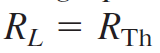 R_L = R_Th